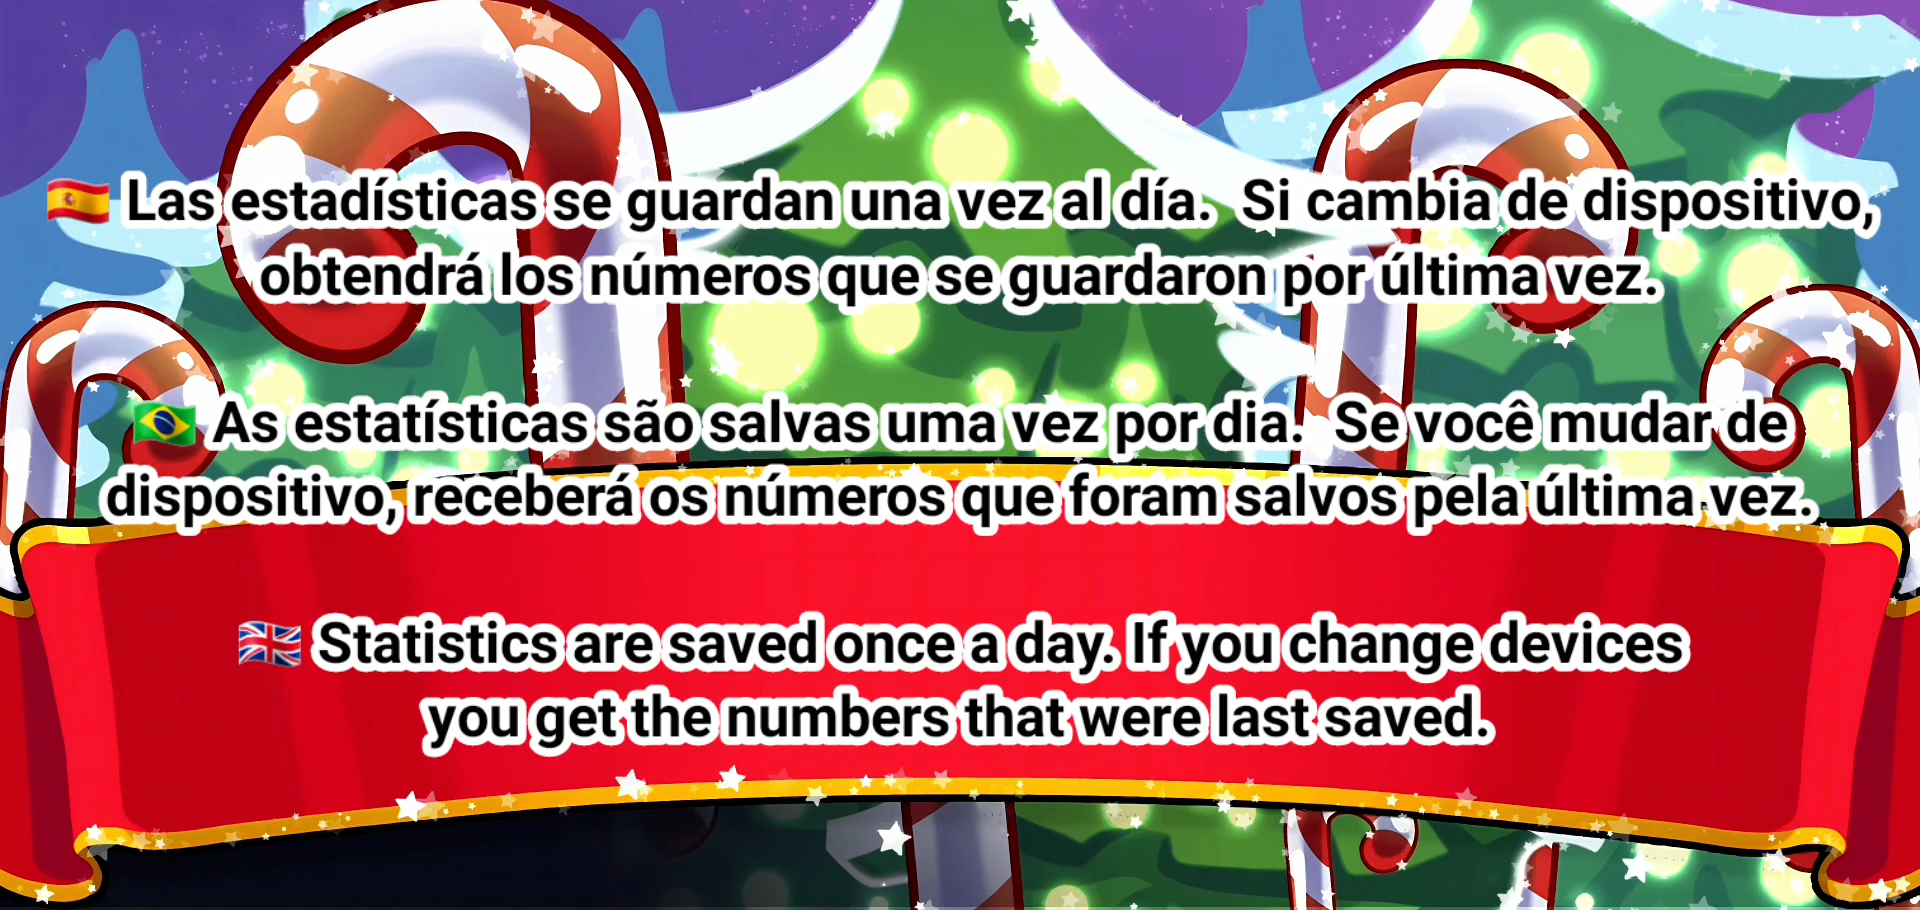 🇪🇸 Las estadísticas se guardan una vez al día. Si cambia de dispositivo,
obtendrá los números que se guardaron por última vez.
🇧🇷 As estatísticas são salvas uma vez por dia. Se você mudar de
dispositivo, receberá os números que foram salvos pela última vez.
🇬🇧 Statistics are saved once a day. If you change devices
you get the numbers that were last saved.